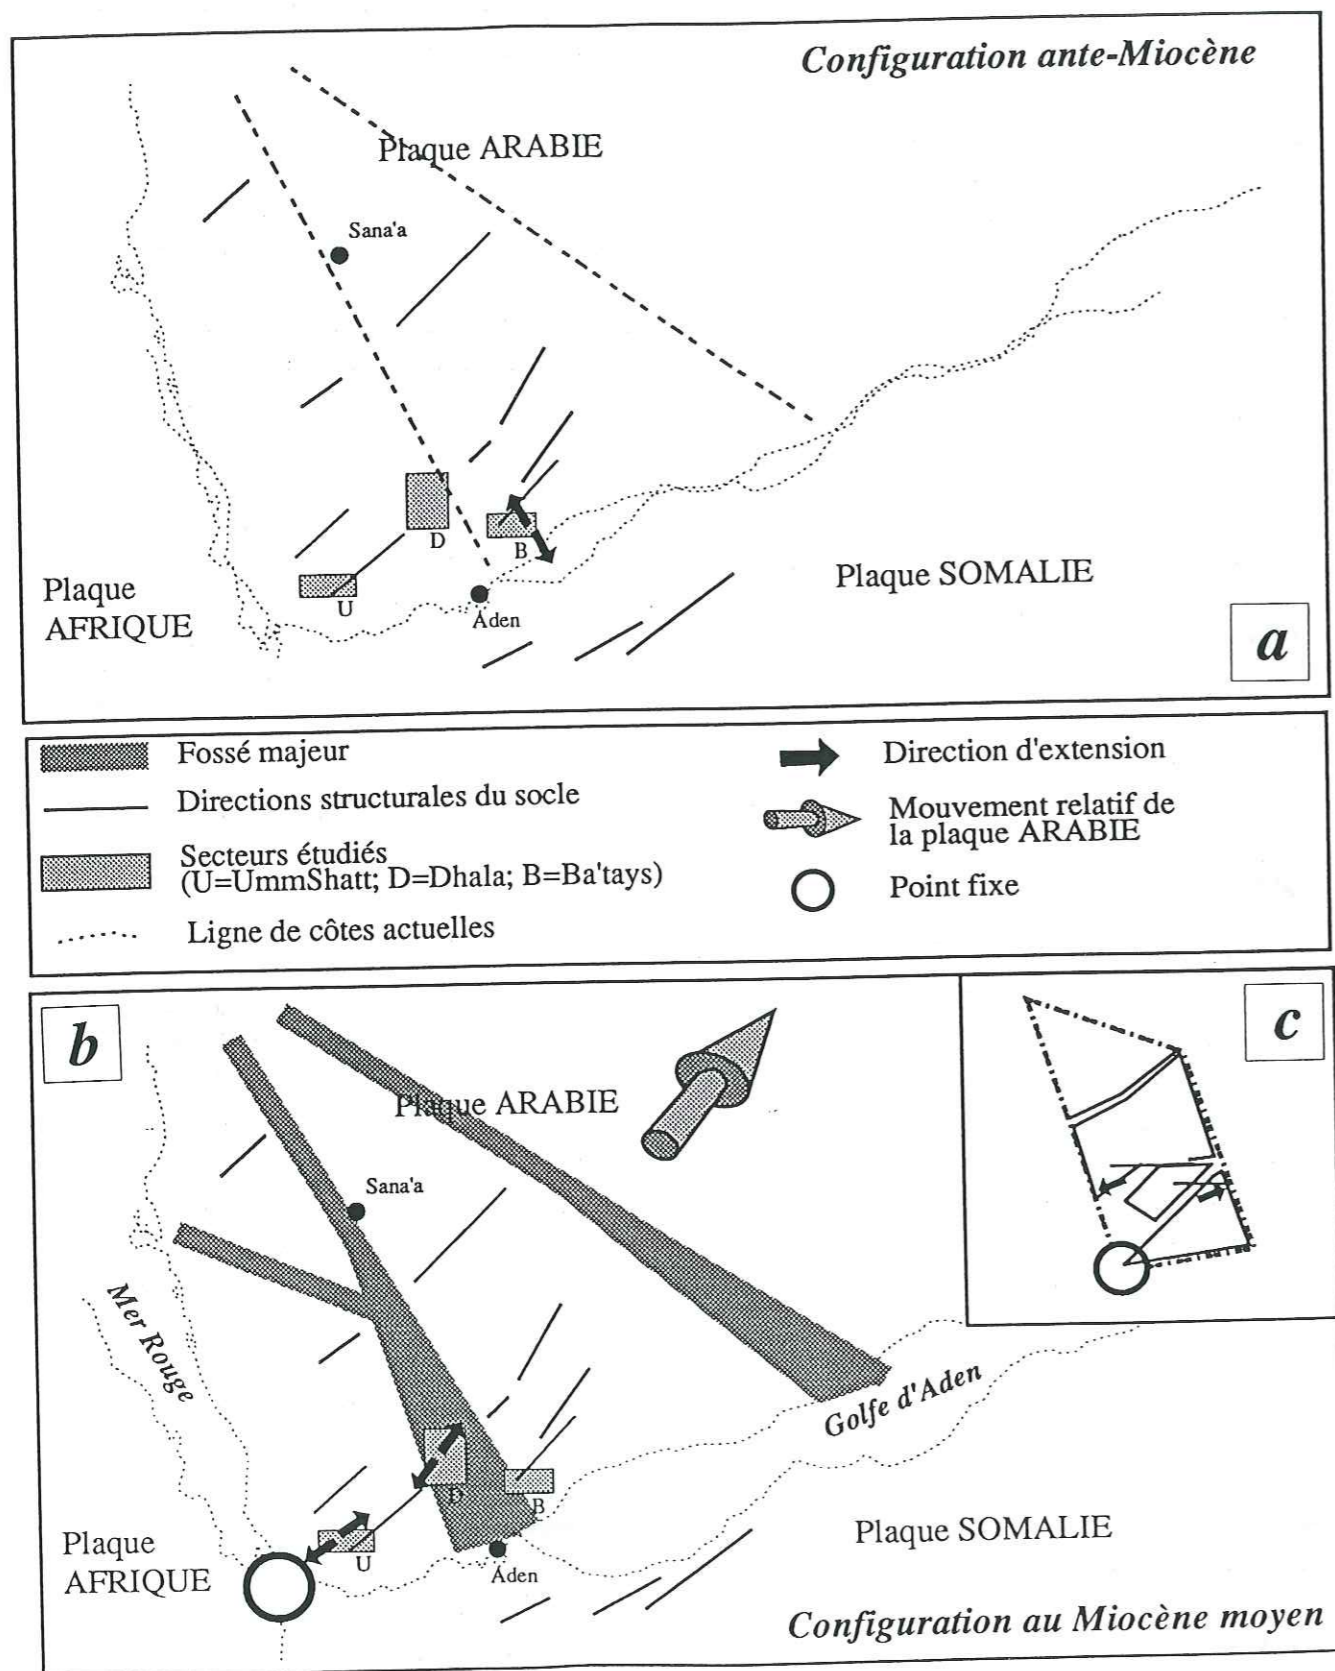 Configuration ante-Miocène
Plaque ARABIE
Sana'a
D
B
U
Aden
Plaque
AFRIQUE
Plaque SOMALIE
a
Fossé majeur
Directions structurales du socle
Secteurs étudiés
(U=UmmShatt; D=Dhala; B=Ba'tays)
Ligne de côtes actuelles
Direction d'extension
Mouvement relatif de
la plaque ARABIE
Point fixe
b
c
Plaque ARABIE
Sana'a
Mer Rouge
Golfe d'Aden
D
B
U
Aden
Plaque
AFRIQUE
Plaque SOMALIE
Configuration au Miocène moyen